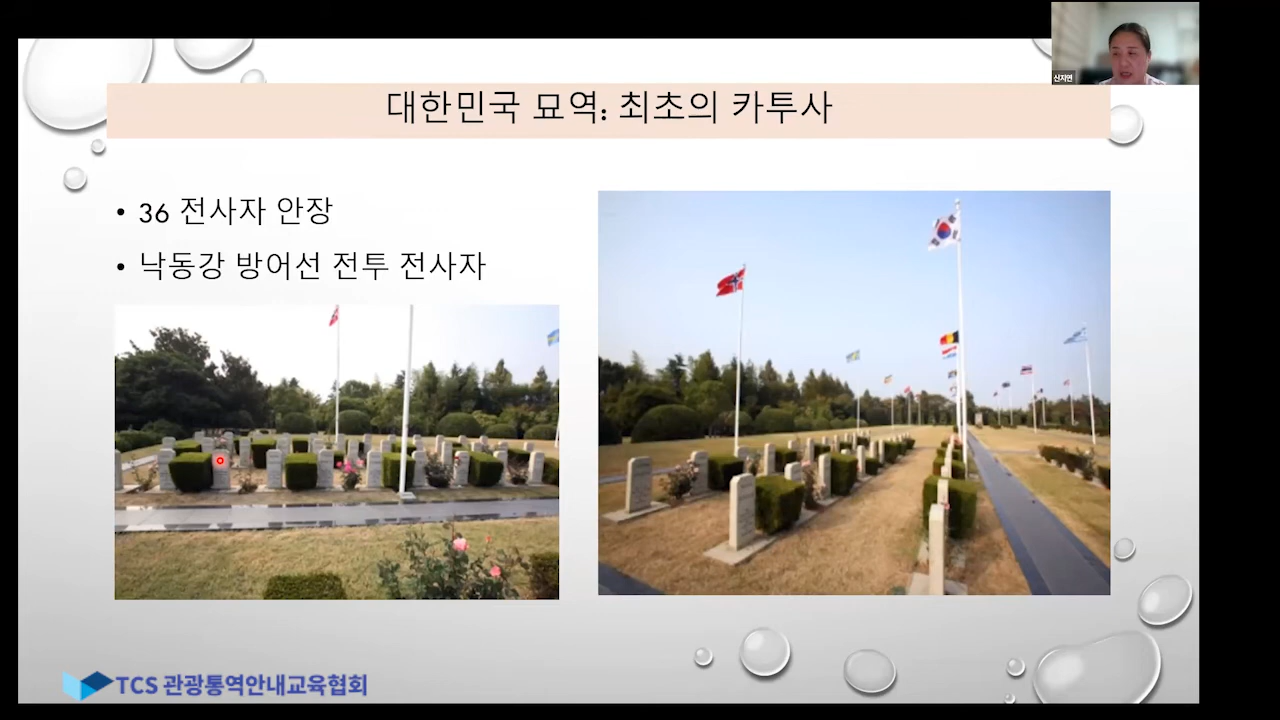 대한민국 묘역: 최초의 카투사
신지연
• 36 전사자 안장
• 낙동강 방어선 전투 전사자
TCS 관광통역안내교육협회